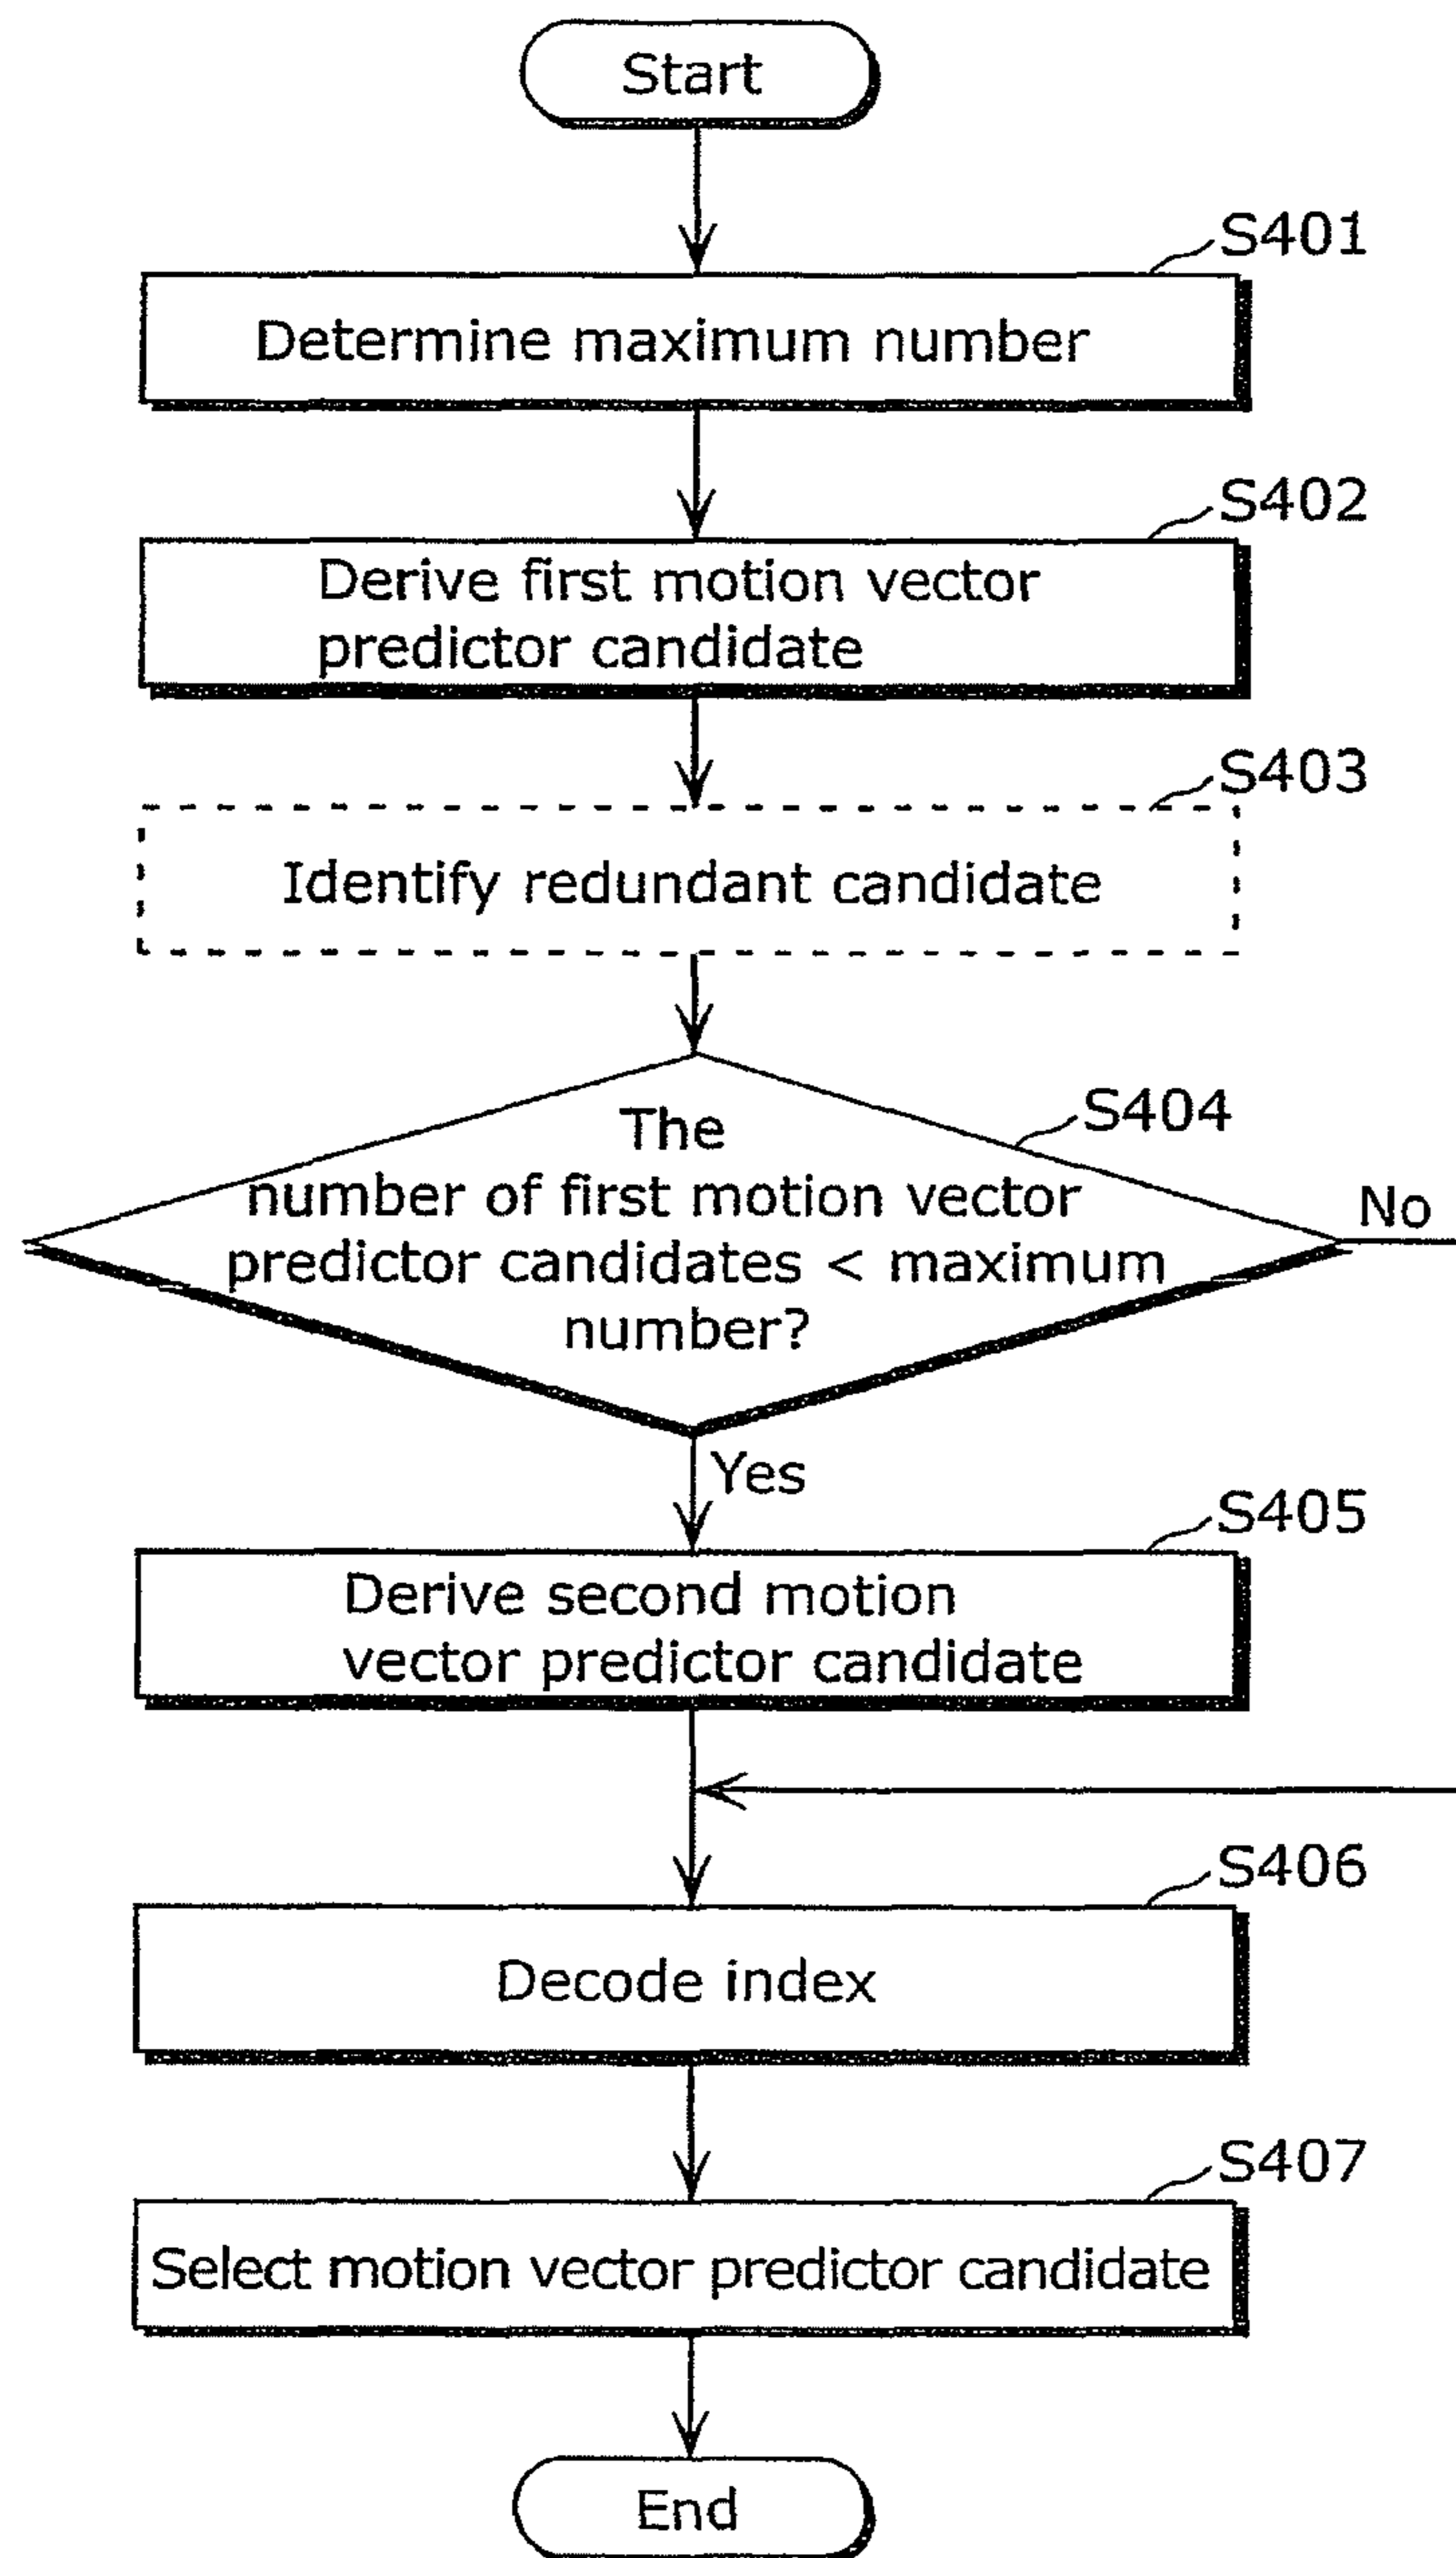 Start
S401
Determine maximum number
S402
Derive first motion vector
predictor candidate
S403
Identify redundant candidate
S404
The
number of first motion vector
predictor candidates < maximum
number?
No
Yes
S405
Derive second motion
vector predictor candidate
S406
Decode index
S407
Select motion vector predictor candidate
End